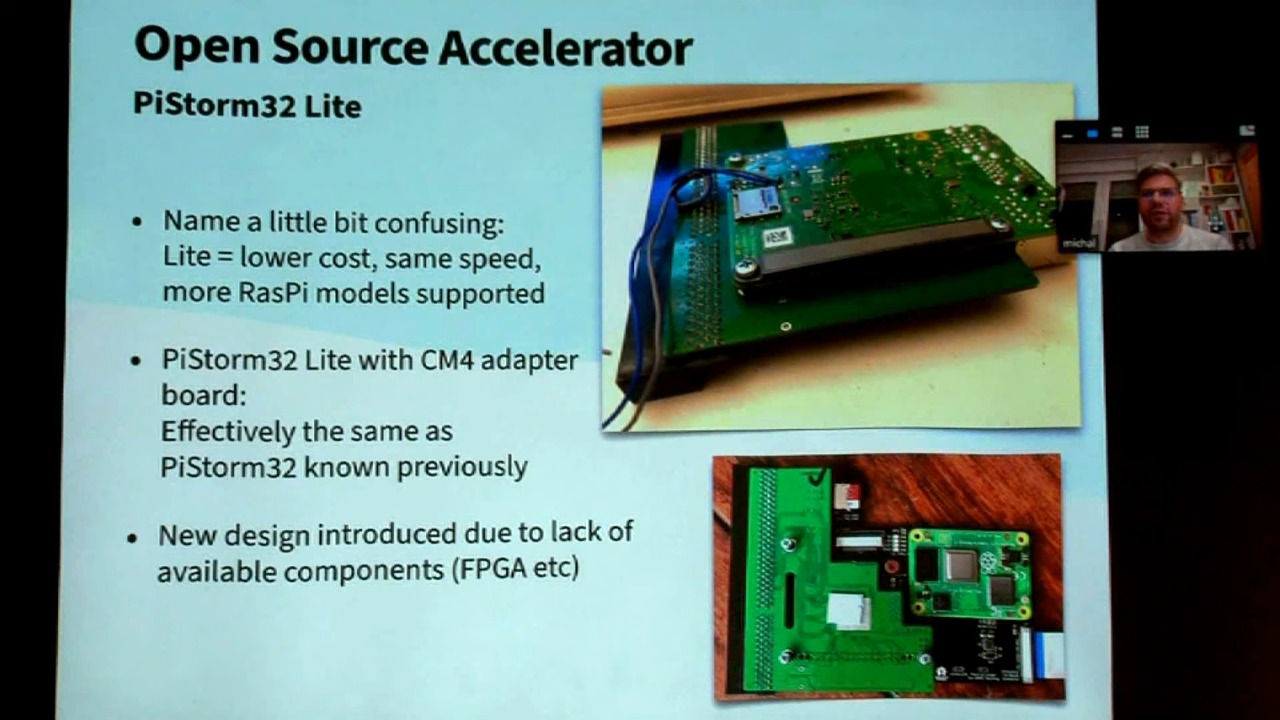 Open Source Accelerator
PiStorm32 Lite
• Name a little bit confusing:
Lite = lower cost, same speed,
more RasPi models supported
• PiStorm32 Lite with CM4 adapter
board:
Effectively the same as
PiStorm32 known previously
• New design introduced due to lack of
available components (FPGA etc)
michal